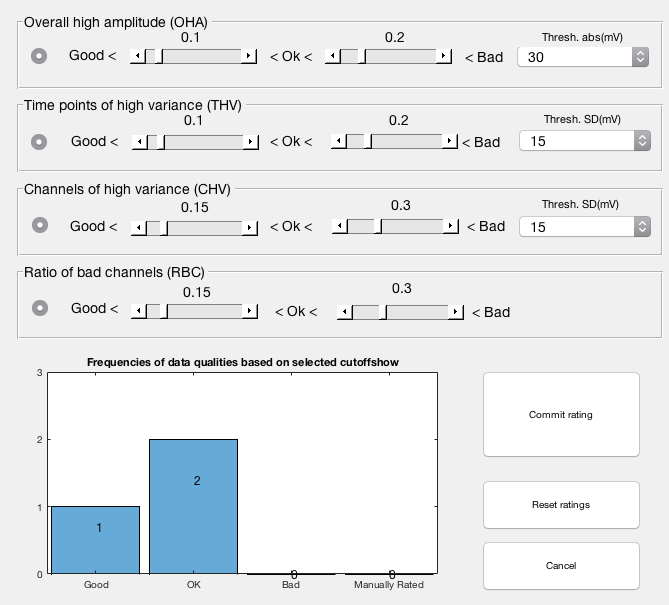 Overall high amplitude (OHA)
0.1 0.2 Thresh. abs(mV)
Good < < Ok < < Bad 30
Time points of high variance (THV)
0.1 0.2 Thresh. SD(mV)
Good < < Ok < < Bad 15
Channels of high variance (CHV)
0.15 0.3 Thresh. SD(mV)
Good < < Ok < < Bad 15
Ratio of bad channels (RBC)
0.15 0.3
Good < < Ok < < Bad
Frequencies of data qualities based on selected cutoffshow
3
2
1
0
1
2
0
0
Good OK Bad Manually Rated
Commit rating
Reset ratings
Cancel